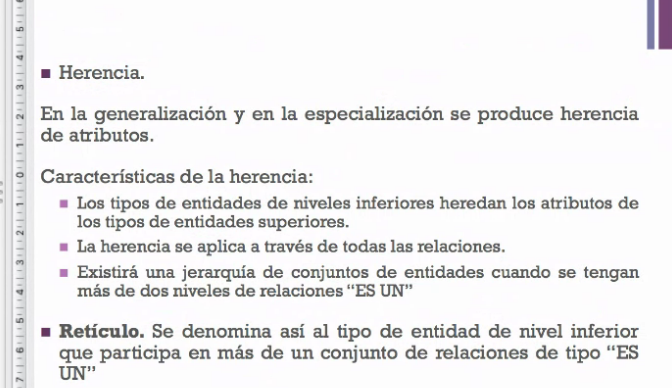 ■ Herencia.
En la generalización y en la especialización se produce herencia
de atributos.
Características de la herencia:
■ Los tipos de entidades de niveles inferiores heredan los atributos de
los tipos de entidades superiores.
■ La herencia se aplica a través de todas las relaciones.
■ Existirá una jerarquía de conjuntos de entidades cuando se tengan
más de dos niveles de relaciones “ES UN”
■ Retículo. Se denomina así al tipo de entidad de nivel inferior
que participa en más de un conjunto de relaciones de tipo “ES
UN”